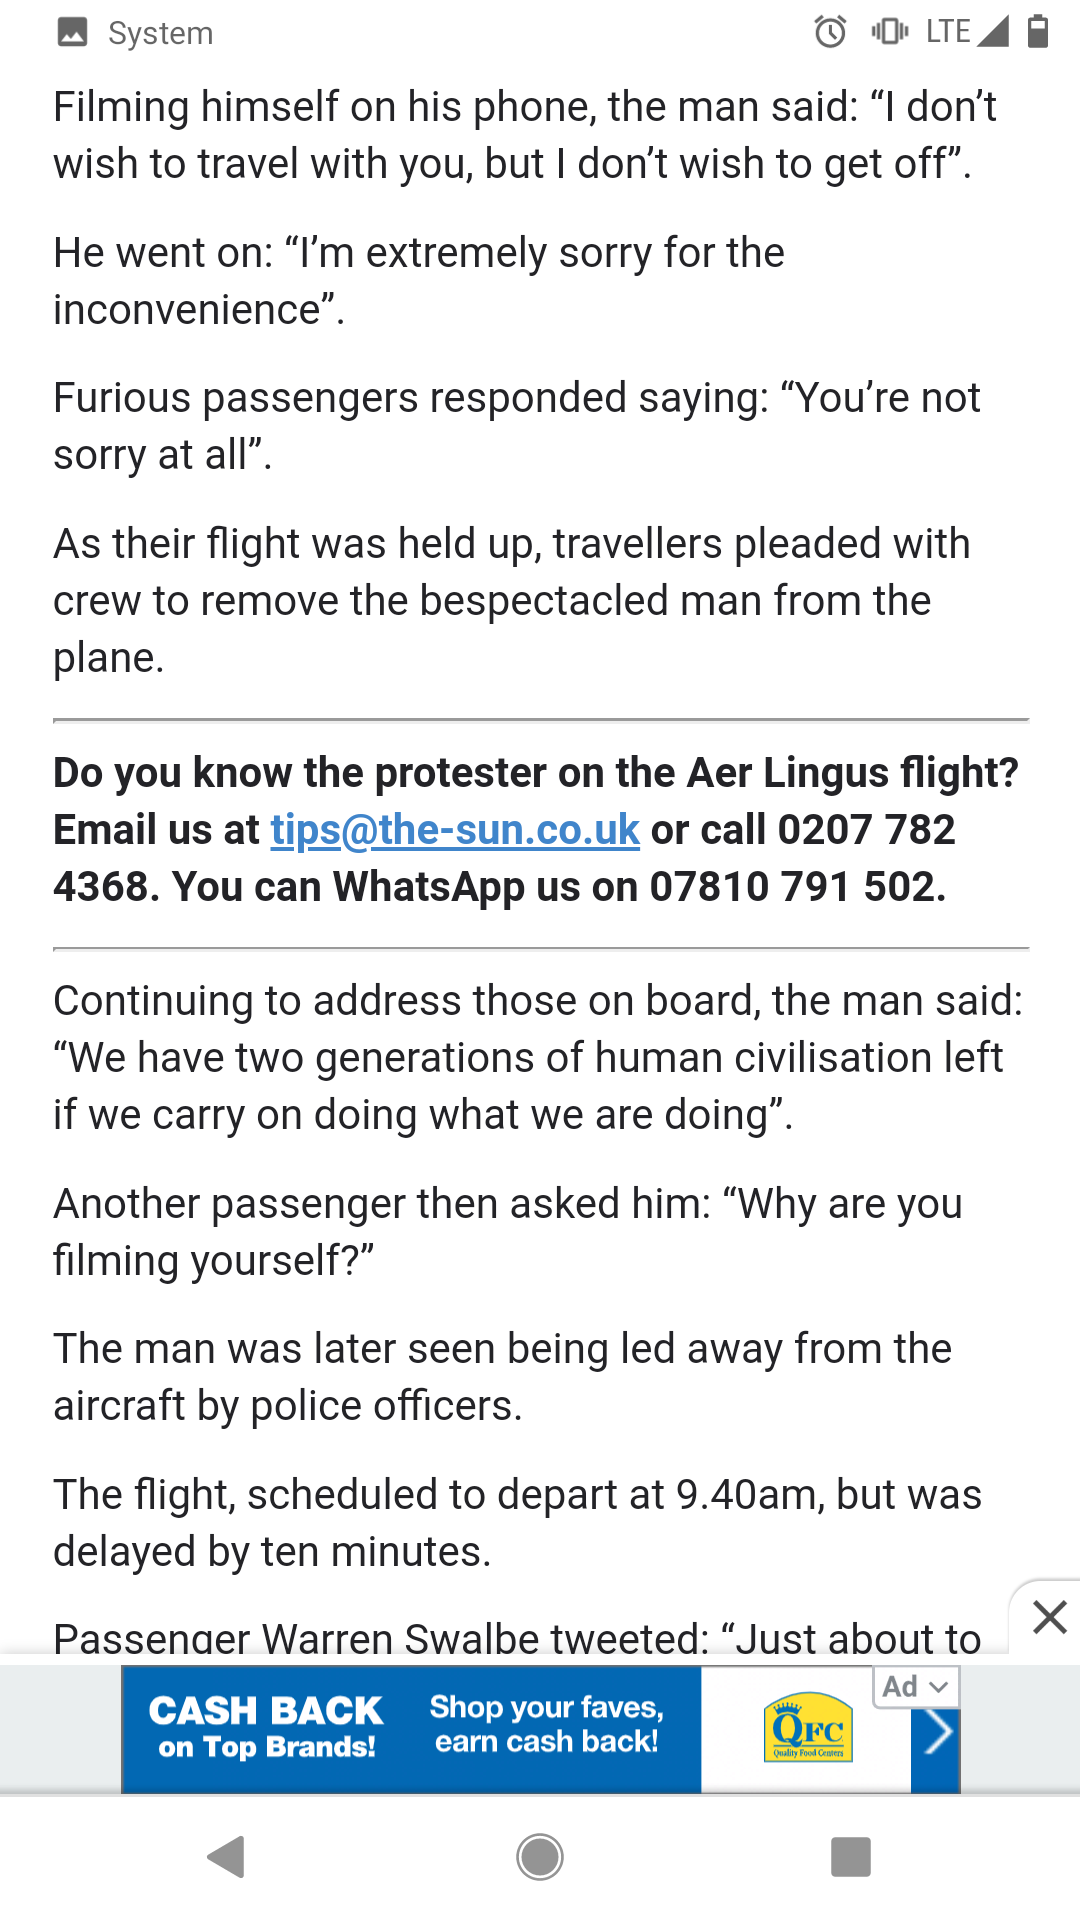 System
LTE
Filming himself on his phone, the man said: “I don’t
wish to travel with you, but I don’t wish to get off”.
He went on: “I’m extremely sorry for the
inconvenience”.
Furious passengers responded saying: “You’re not
sorry at all”.
As their flight was held up, travellers pleaded with
crew to remove the bespectacled man from the
plane.
Do you know the protester on the Aer Lingus flight?
Email us at tips@the-sun.co.uk or call 0207 782
4368. You can WhatsApp us on 07810 791 502.
Continuing to address those on board, the man said:
“We have two generations of human civilisation left
if we carry on doing what we are doing”.
Another passenger then asked him: “Why are you
filming yourself?”
The man was later seen being led away from the
aircraft by police officers.
The flight, scheduled to depart at 9.40am, but was
delayed by ten minutes.
Passenger Warren Swalbe tweeted: “Just about to
CASH BACK
on Top Brands!
Shop your faves,
earn cash back!
QFC
Quality Food Centers
Ad